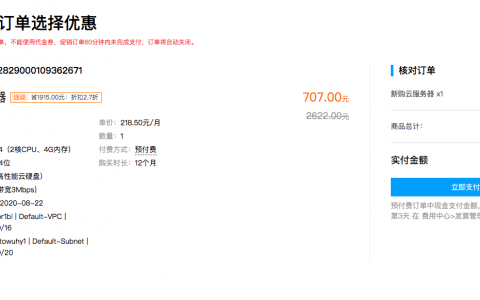 订单选择优惠
单，不能使用代金券，促销订单60分钟内未完成支付，订单将自动关闭。
2829000109362671
器 活动 省1915.00元；折扣2.7折
707.00元
2622.00元
单价：218.50元/月
数量：1
4（2核CPU、4G内存） 付费方式：预付费
4位 购买时长：12个月
高性能云硬盘)
带宽3Mbps)
2020-08-22
or1bi | Default-VPC |
0/16
towuhy1 | Default-Subnet |
0/20
核对订单
新购云服务器 x1
商品总计：
实付金额
立即支付
预付费订单中现金支付金额，
第3天 在 费用中心>发票管理